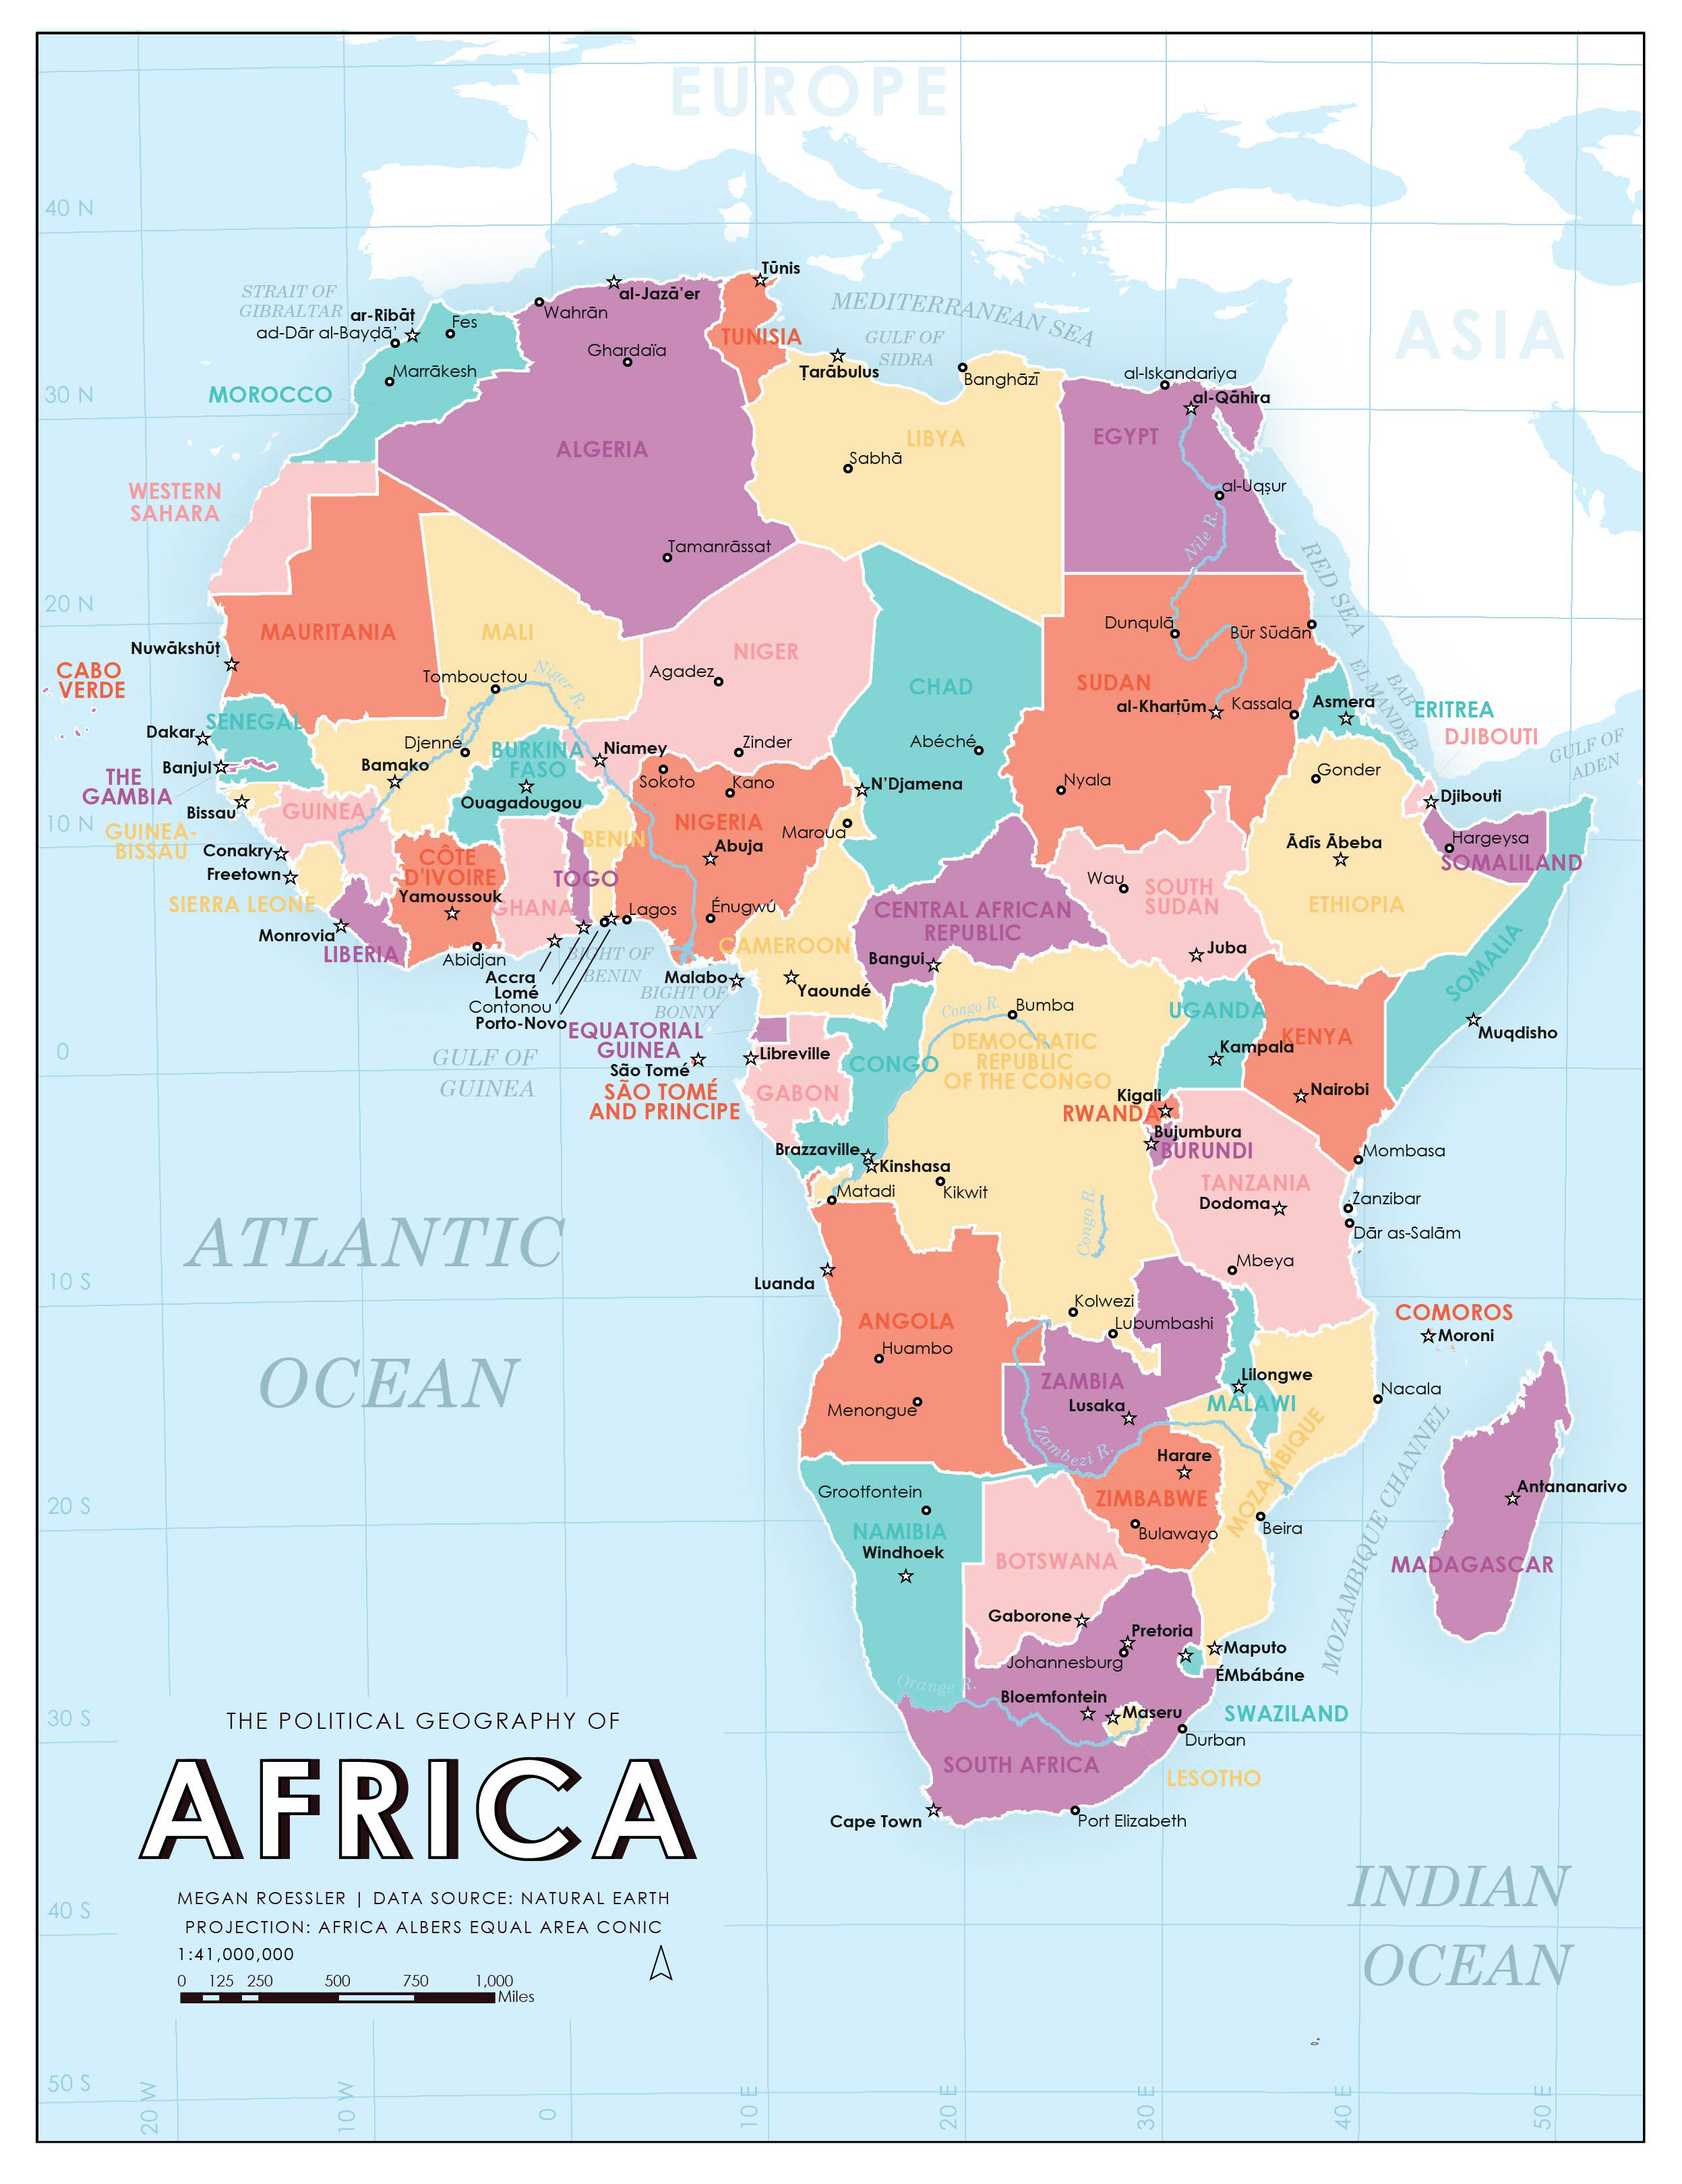 EUROPE
ASIA
40 N
30 N
20 N
10 N
0
10 S
20 S
30 S
40 S
50 S
20 W
10 W
0
10 E
20 E
30 E
40 E
50 E
STRAIT OF
GIBRALTAR
MEDITERRANEAN SEA
GULF OF
SIDRA
Tūnis
al-Jazā'er
Wahrān
ar-Ribāṭ
ad-Dār al-Bayḍā'
Fes
Marrākesh
Ghardaïa
TUNISIA
Ṭarābulus
Banghāzī
al-Iskandariya
al-Qāhira
MOROCCO
ALGERIA
LIBYA
EGYPT
Sabhā
al-Uqṣur
WESTERN
SAHARA
Tamanrāssat
Nile R.
RED SEA
MAURITANIA
MALI
NIGER
CHAD
SUDAN
Dunqulā
Būr Sūdān
Nuwākshūṭ
CABO
VERDE
Tombouctou
Niger R.
Agadez
al-Kharṭūm
Kassala
Asmera
BAB
EL MANDEB
ERITREA
DJIBOUTI
GULF OF
ADEN
Dakar
SENEGAL
Djenné
BURKINA
FASO
Niamey
Zinder
Abéché
Banjul
THE
GAMBIA
Bamako
Ouagadougou
Sokoto
Kano
N'Djamena
Nyala
Gonder
Djibouti
Bissau
GUINEA-
BISSAU
GUINEA
BENIN
NIGERIA
Abuja
Maroua
Ādīs Ābeba
Hargeysa
SOMALILAND
Conakry
Freetown
SIERRA LEONE
CÔTE
D'IVOIRE
Yamoussouk
TOGO
GHANA
Wau
SOUTH
SUDAN
ETHIOPIA
Monrovia
LIBERIA
Abidjan
Lagos
Énugwú
CENTRAL AFRICAN
REPUBLIC
CAMEROON
Bangui
Juba
SOMALIA
Accra
Lomé
Contonou
Porto-Novo
BIGHT OF
BENIN
BIGHT OF
BONNY
Malabo
Yaoundé
EQUATORIAL
GUINEA
Congo R.
Bumba
UGANDA
KENYA
Muqdisho
GULF OF
GUINEA
São Tomé
SÃO TOMÉ
AND PRINCIPE
Libreville
GABON
CONGO
DEMOCRATIC
REPUBLIC
OF THE CONGO
Kampala
Nairobi
Kigali
RWANDA
Bujumbura
BURUNDI
Mombasa
Brazzaville
Kinshasa
Matadi
Kikwit
Congo R.
TANZANIA
Dodoma
Zanzibar
Dār as-Salām
ATLANTIC
OCEAN
Luanda
Mbeya
ANGOLA
Huambo
Menongue
Kolwezi
Lubumbashi
COMOROS
Moroni
ZAMBIA
Lusaka
Lilongwe
MALAWI
Nacala
Zambezi R.
MOZAMBIQUE
MOZAMBIQUE CHANNEL
Harare
Antananarivo
Grootfontein
ZIMBABWE
Bulawayo
Beira
NAMIBIA
Windhoek
BOTSWANA
MADAGASCAR
Gaborone
Pretoria
Johannesburg
Maputo
ÉMbábáne
Orange R.
Bloemfontein
Maseru
SWAZILAND
Durban
SOUTH AFRICA
LESOTHO
Cape Town
Port Elizabeth
INDIAN
OCEAN
THE POLITICAL GEOGRAPHY OF
AFRICA
MEGAN ROESSLER | DATA SOURCE: NATURAL EARTH
PROJECTION: AFRICA ALBERS EQUAL AREA CONIC
1:41,000,000
0 125 250 500 750 1,000
Miles